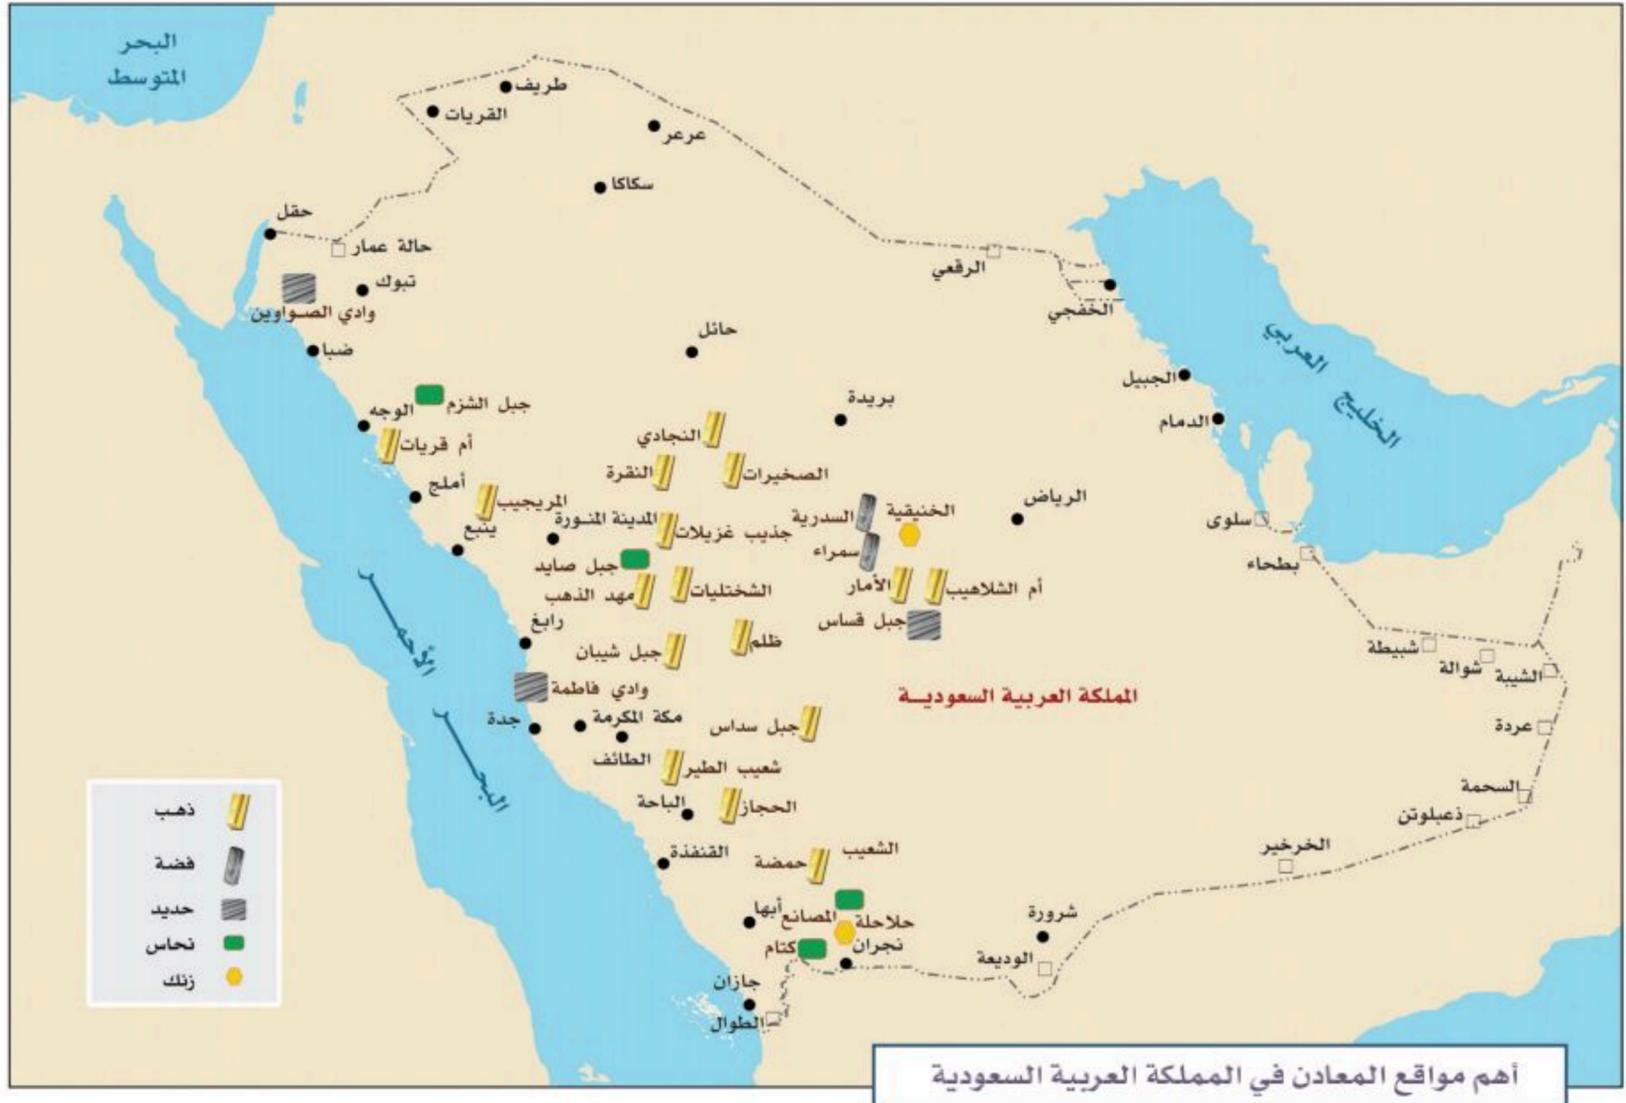 البحر
المتوسط
طريف
القريات
عرعر
سكاكا
حقل
حالة عمار
الرقعي
تبوك
الخفجي
وادي الصواوين
حائل
ضبا
الخليج العربي
الجبيل
جبل الشزم
الوجه
بريدة
الدمام
النجادي
أم قريات
النقرة
الصخيرات
أملج
المريجيب
الرياض
الخنيقية
السدرية
المدينة المنورة
سلوى
ينبع
جذيب غزيلات
سمراء
جبل صايد
بطحاء
الشختليات
مهد الذهب
الأمار
أم الشلاهيب
رابغ
جبل قساس
ظلم
جبل شيبان
شبيطة
شوالة
الشيبة
وادي فاطمة
المملكة العربية السعودية
البحر الأحمر
جدة
مكة المكرمة
جبل سداس
عردة
الطائف
شعيب الطير
السحمة
الباحة
الحجاز
ذعبلوتن
القنفذة
حمضة
الشعيب
الخرخير
أبها
المصانع
حلاحلة
شرورة
كتام
نجران
الوديعة
جازان
الطوال
ذهب
فضة
حديد
نحاس
زنك
أهم مواقع المعادن في المملكة العربية السعودية